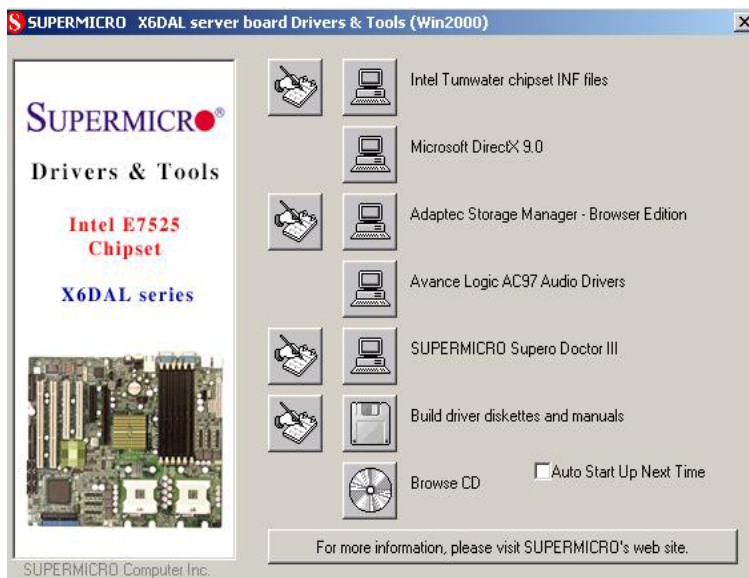 SUPERMICRO X6DAL server board Drivers & Tools (Win2000)
SUPERMICRO®
Drivers & Tools
Intel E7525
Chipset
X6DAL series
SUPERMICRO Computer Inc.
Intel Tumwater chipset INF files
Microsoft DirectX 9.0
Adaptec Storage Manager - Browser Edition
Avance Logic AC97 Audio Drivers
SUPERMICRO Supero Doctor III
Build driver diskettes and manuals
Browse CD
Auto Start Up Next Time
For more information, please visit SUPERMICRO's web site.